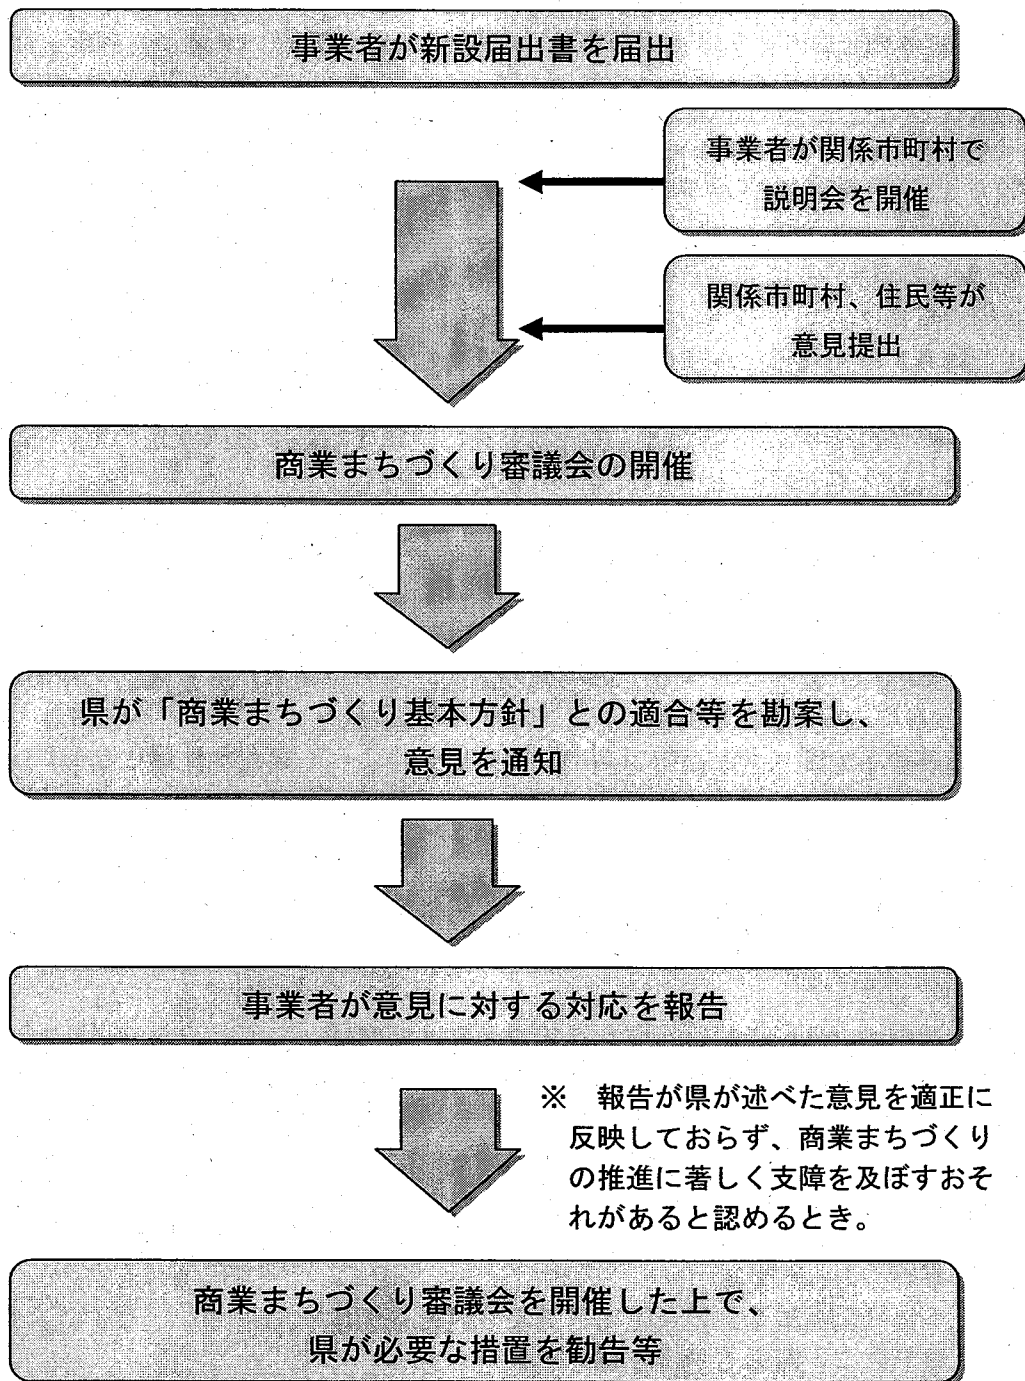 事業者が新設届出書を届出
事業者が関係市町村で
説明会を開催
関係市町村、住民等が
意見提出
商業まちづくり審議会の開催
県が「商業まちづくり基本方針」との適合等を勘案し、
意見を通知
事業者が意見に対する対応を報告
※　報告が県が述べた意見を適正に
反映しておらず、商業まちづくり
の推進に著しく支障を及ぼすおそ
れがあると認めるとき。
商業まちづくり審議会を開催した上で、
県が必要な措置を勧告等